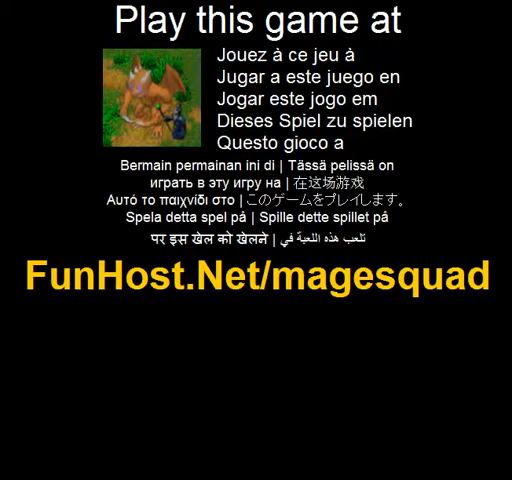 Play this game at
Jouez à ce jeu à
Jugar a este juego en
Jogar este jogo em
Dieses Spiel zu spielen
Questo gioco a
Bermain permainan ini di | Tässä pelissä on
играть в эту игру на | 在这场游戏
Αυτό το παιχνίδι στο | このゲームをプレイします。
Spela detta spel på | Spille dette spillet på
पर इस खेल को खेलने | تلعب هذه اللعبة في
FunHost.Net/magesquad